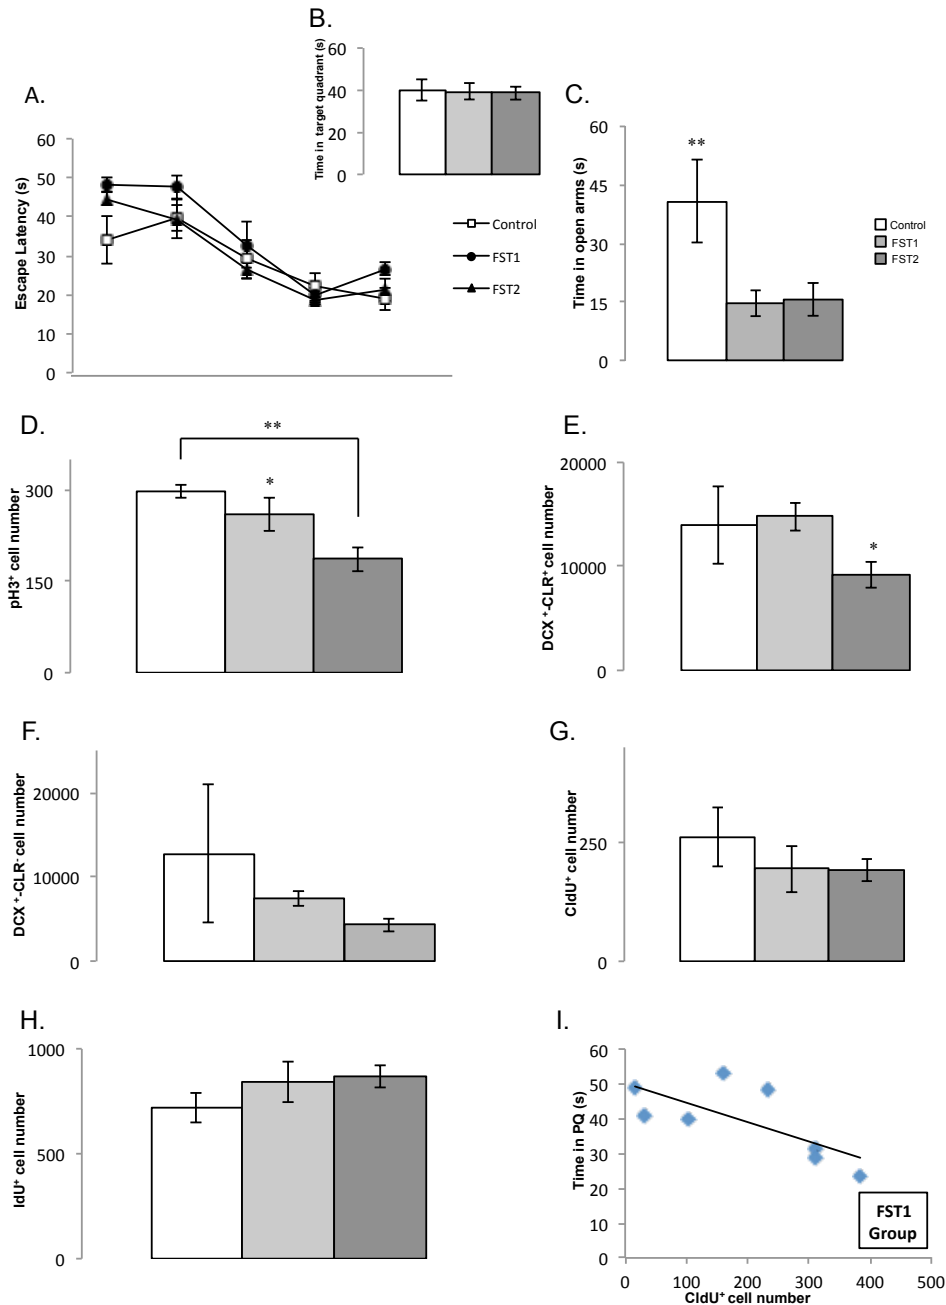 B.
Time in target quadrant (s)
60
40
20
0
A.
Escape Latency (s)
60
50
40
30
20
10
0
Control
FST1
FST2
C.
Time in open arms (s)
60
45
30
15
0
**
Control
FST1
FST2
D.
pH3⁺ cell number
300
150
0
**
*
E.
DCX⁺-CLR⁺ cell number
20000
10000
0
*
F.
DCX⁺-CLR⁻ cell number
20000
10000
0
G.
CldU⁺ cell number
250
0
H.
IdU⁺ cell number
1000
500
0
I.
Time in PQ (s)
60
50
40
30
20
10
0
FST1
Group
0 100 200 300 400 500
CldU⁺ cell number